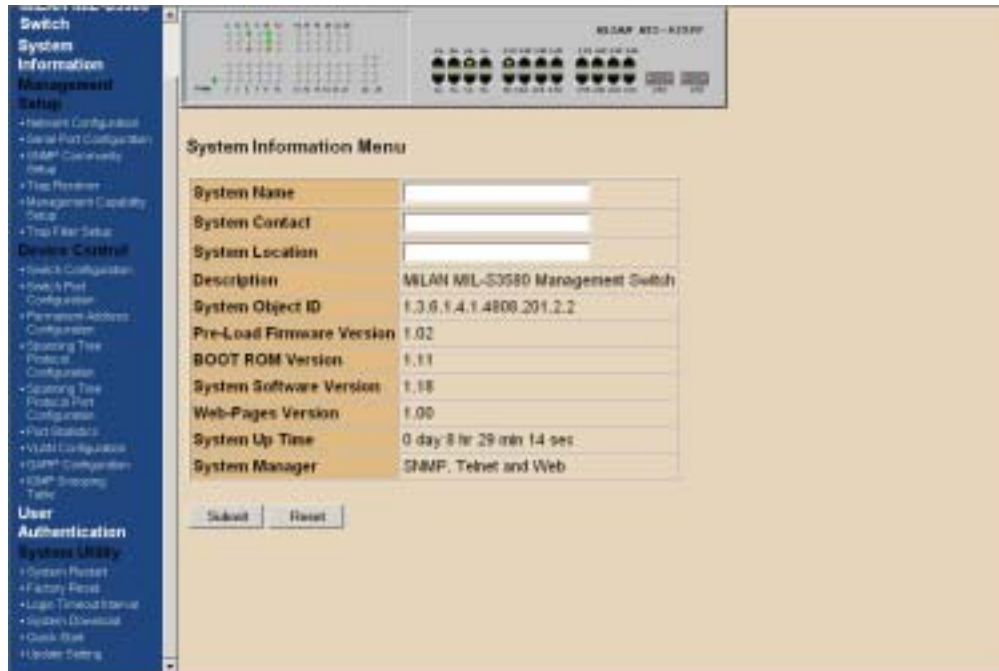 MiLAN MIL-S3580
Switch
System
Information
Management
Setup
Network Configuration
Serial Port Configuration
SNMP Community
Setup
Trap Receiver
Management Capability
Setup
Trap Filter Setup
Device Control
Switch Configuration
Switch Port
Configuration
Permanent Address
Configuration
Spanning Tree
Protocol
Configuration
Spanning Tree
Protocol Port
Configuration
Port Statistics
VLAN Configuration
Configuration
IGMP Snooping
Table
User
Authentication
System Utility
System Restart
Factory Reset
Login Timeout Interval
System Download
Quick Start
Update Setting
System Information Menu
System Name
System Contact
System Location
Description MiLAN MIL-S3580 Management Switch
System Object ID 1.3.6.1.4.1.4808.201.2.2
Pre-Load Firmware Version 1.02
BOOT ROM Version 1.11
System Software Version 1.18
Web-Pages Version 1.00
System Up Time 0 day 8 hr 29 min 14 sec
System Manager SNMP, Telnet and Web
Submit Reset